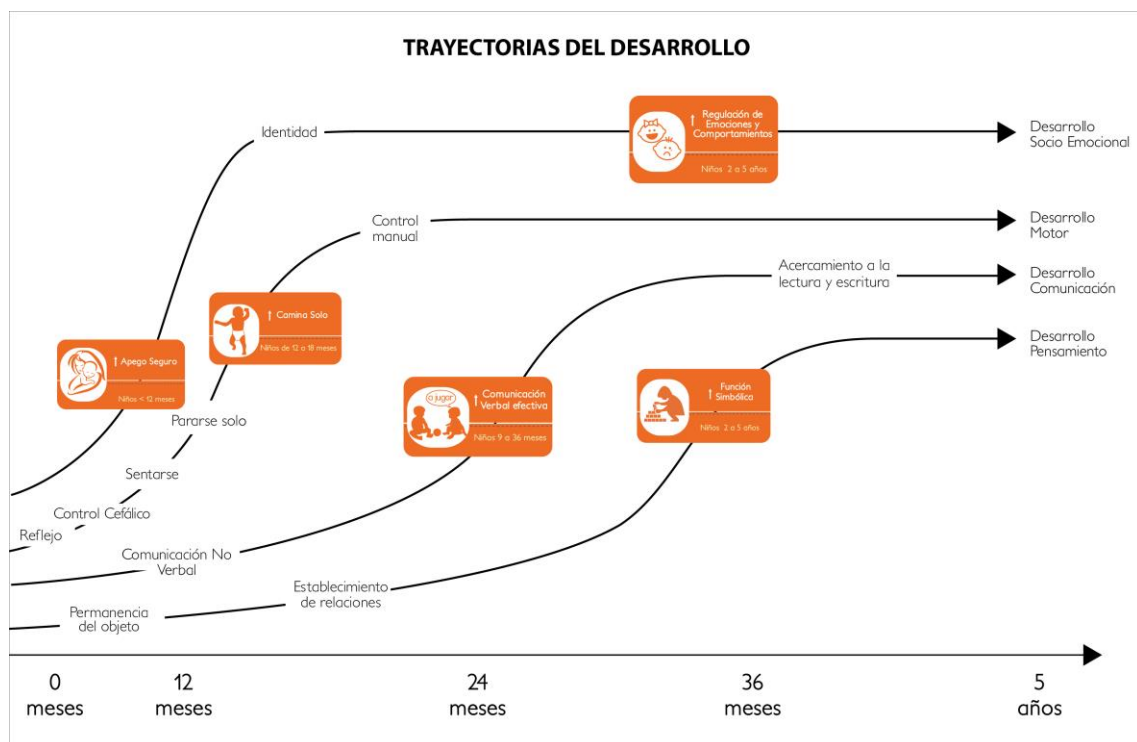 TRAYECTORIAS DEL DESARROLLO
Identidad
↑ Regulación de
Emociones y
Comportamientos
Niños 2 a 5 años
Desarrollo
Socio Emocional
Control
manual
Desarrollo
Motor
Acercamiento a la
lectura y escritura
Desarrollo
Comunicación
↑ Camina Solo
Niños de 12 a 18 meses
↑ Apego Seguro
Niños < 12 meses
Desarrollo
Pensamiento
a jugar
↑ Comunicación
Verbal efectiva
Niños 9 a 36 meses
↑ Función
Simbólica
Niños 2 a 5 años
Pararse solo
Sentarse
Control Cefálico
Reflejo
Comunicación No
Verbal
Establecimiento
de relaciones
Permanencia
del objeto
0
meses
12
meses
24
meses
36
meses
5
años